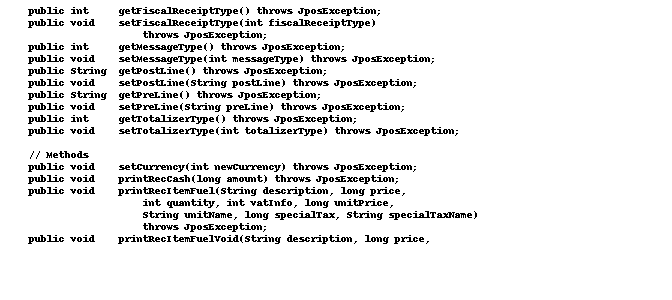 public int    getFiscalReceiptType() throws JposException;
public void   setFiscalReceiptType(int fiscalReceiptType)
                  throws JposException;
public int    getMessageType() throws JposException;
public void   setMessageType(int messageType) throws JposException;
public String getPostLine() throws JposException;
public void   setPostLine(String postLine) throws JposException;
public String getPreLine() throws JposException;
public void   setPreLine(String preLine) throws JposException;
public int    getTotalizerType() throws JposException;
public void   setTotalizerType(int totalizerType) throws JposException;

// Methods
public void   setCurrency(int newCurrency) throws JposException;
public void   printRecCash(long amount) throws JposException;
public void   printRecItemFuel(String description, long price,
                  int quantity, int vatInfo, long unitPrice,
                  String unitName, long specialTax, String specialTaxName)
                  throws JposException;
public void   printRecItemFuelVoid(String description, long price,